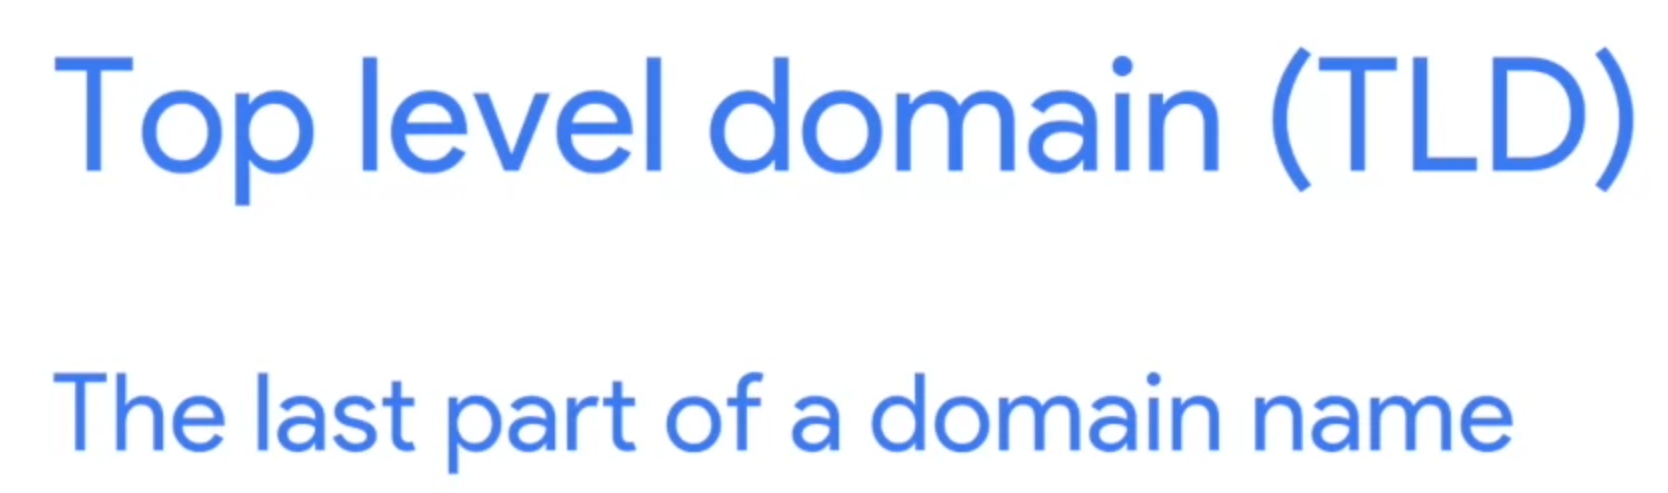 Top level domain (TLD)
The last part of a domain name